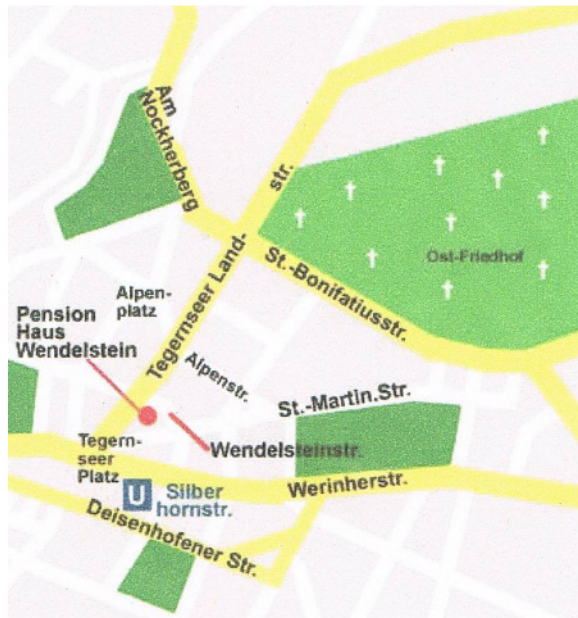 Am
Nockherberg
str.
Tegernseer Land-
St.-Bonifatiusstr.
Ost-Friedhof
Alpen-
platz
Pension
Haus
Wendelstein
Alpenstr.
St.-Martin.Str.
Wendelsteinstr.
Tegern-
seer
Platz
U
Silber
hornstr.
Werinherstr.
Deisenhofener Str.